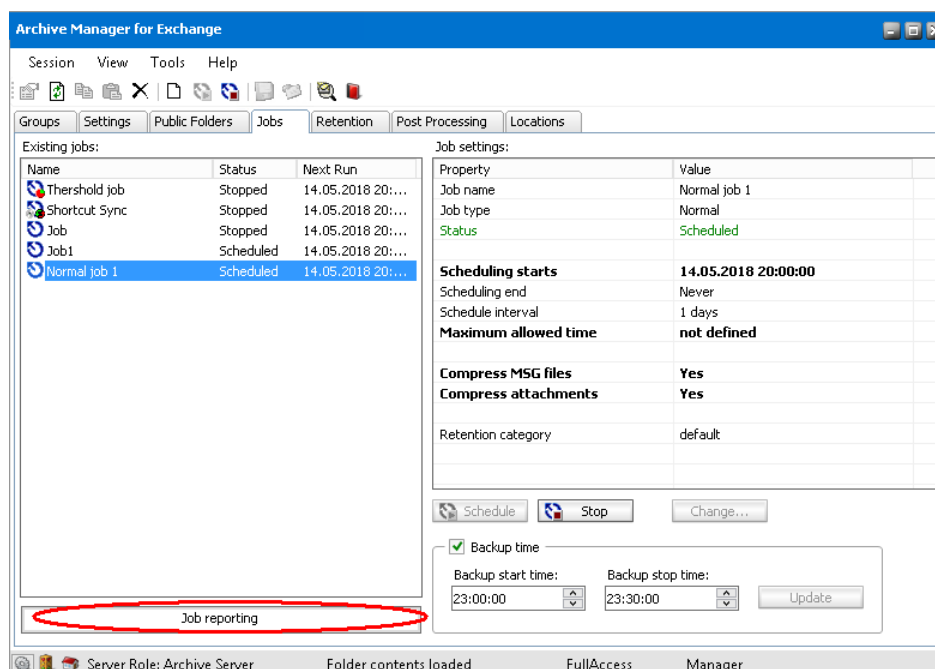 Archive Manager for Exchange
Session View Tools Help
Groups Settings Public Folders Jobs Retention Post Processing Locations
Existing jobs:
Name Status Next Run
Thershold job Stopped 14.05.2018 20:...
Shortcut Sync Stopped 14.05.2018 20:...
Job Stopped 14.05.2018 20:...
Job1 Scheduled 14.05.2018 20:...
Normal job 1 Scheduled 14.05.2018 20:...
Job reporting
Job settings:
Property Value
Job name Normal job 1
Job type Normal
Status Scheduled
Scheduling starts 14.05.2018 20:00:00
Scheduling end Never
Schedule interval 1 days
Maximum allowed time not defined
Compress MSG files Yes
Compress attachments Yes
Retention category default
Schedule Stop Change...
Backup time
Backup start time: Backup stop time:
23:00:00 23:30:00 Update
Server Role: Archive Server Folder contents loaded FullAccess Manager